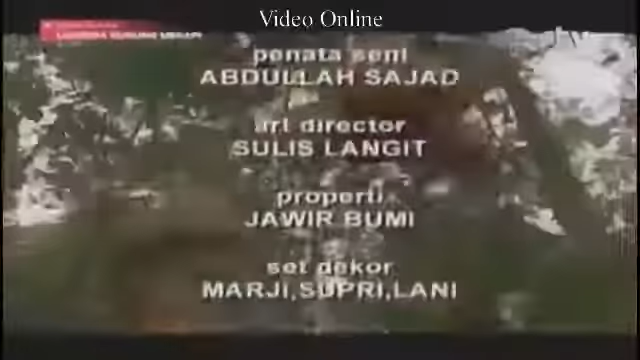 Video Online
penata seni
ABDULLAH SAJAD
art director
SULIS LANGIT
properti
JAWIR BUMI
set dekor
MARJI,SUPRI,LANI